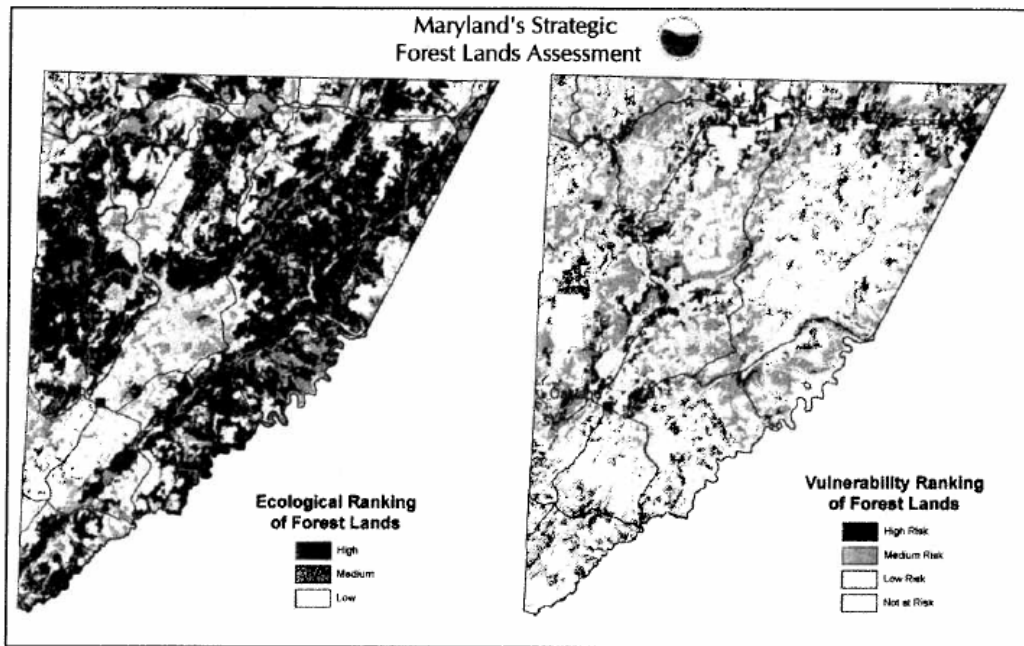 Maryland's Strategic
Forest Lands Assessment
Ecological Ranking
of Forest Lands
High
Medium
Low
Vulnerability Ranking
of Forest Lands
High Risk
Medium Risk
Low Risk
Not at Risk